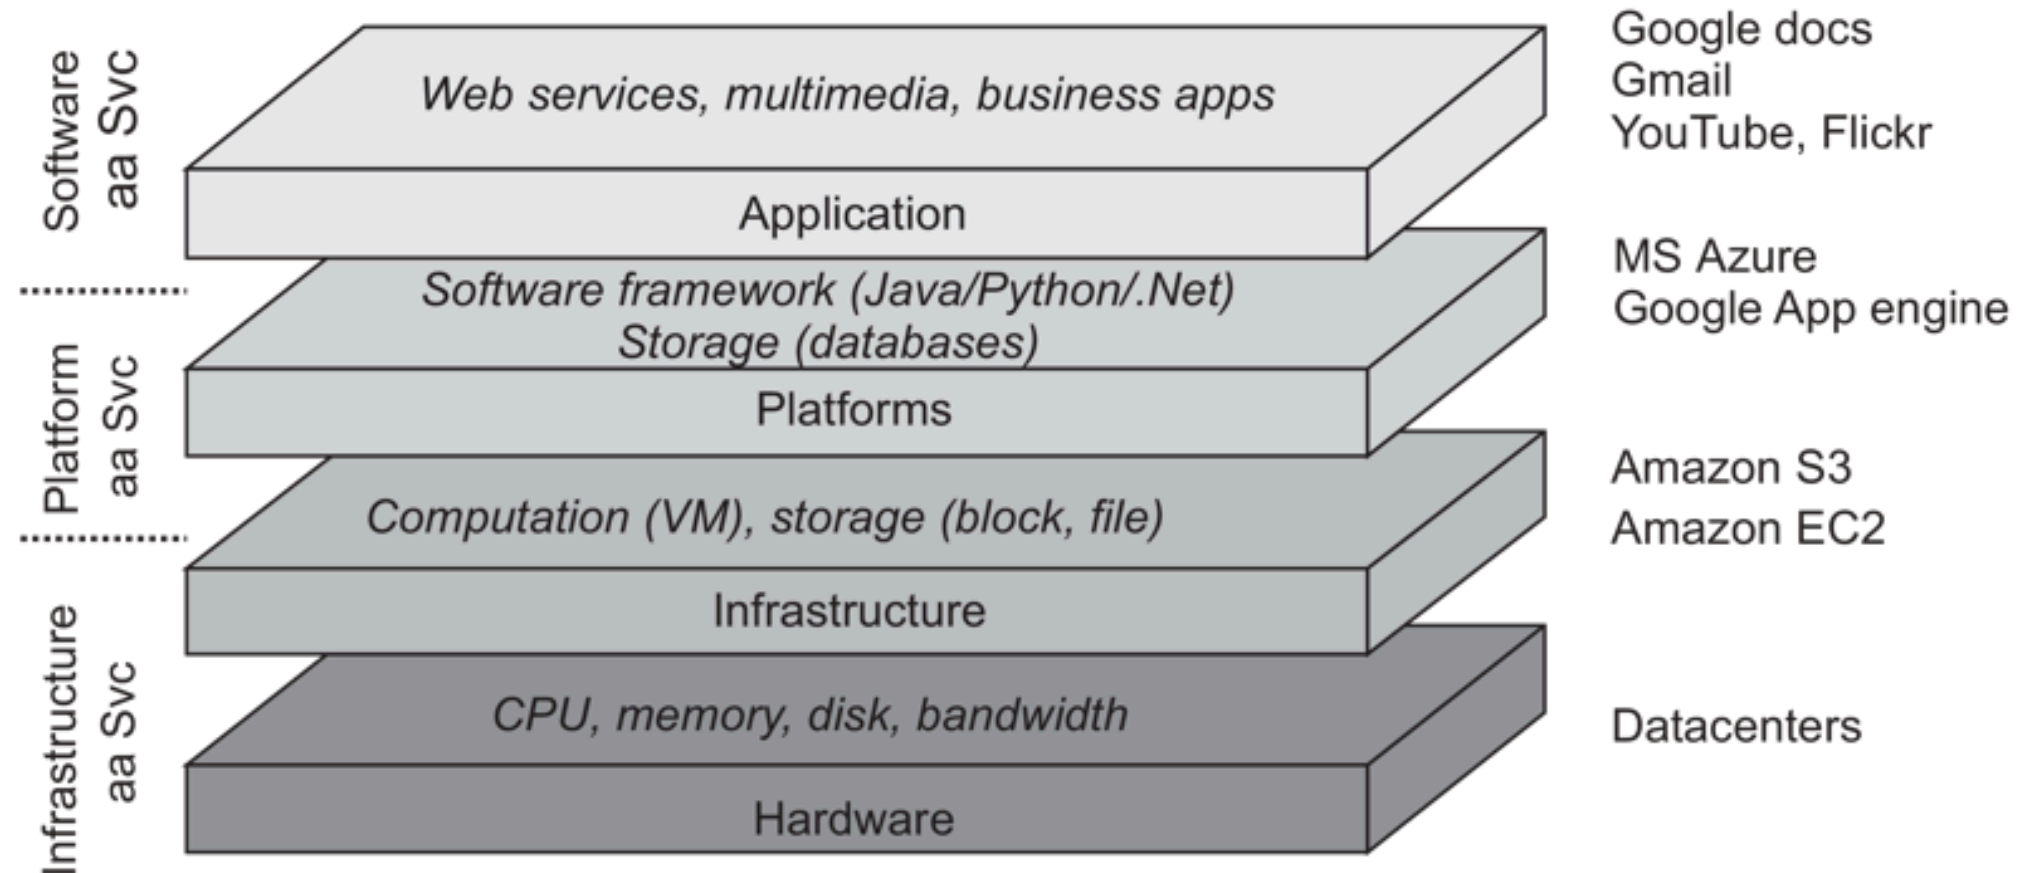 Software
aa Svc
Web services, multimedia, business apps
Application
Google docs
Gmail
YouTube, Flickr
Platform
aa Svc
Software framework (Java/Python/.Net)
Storage (databases)
Platforms
MS Azure
Google App engine
Infrastructure
aa Svc
Computation (VM), storage (block, file)
Infrastructure
Amazon S3
Amazon EC2
CPU, memory, disk, bandwidth
Hardware
Datacenters